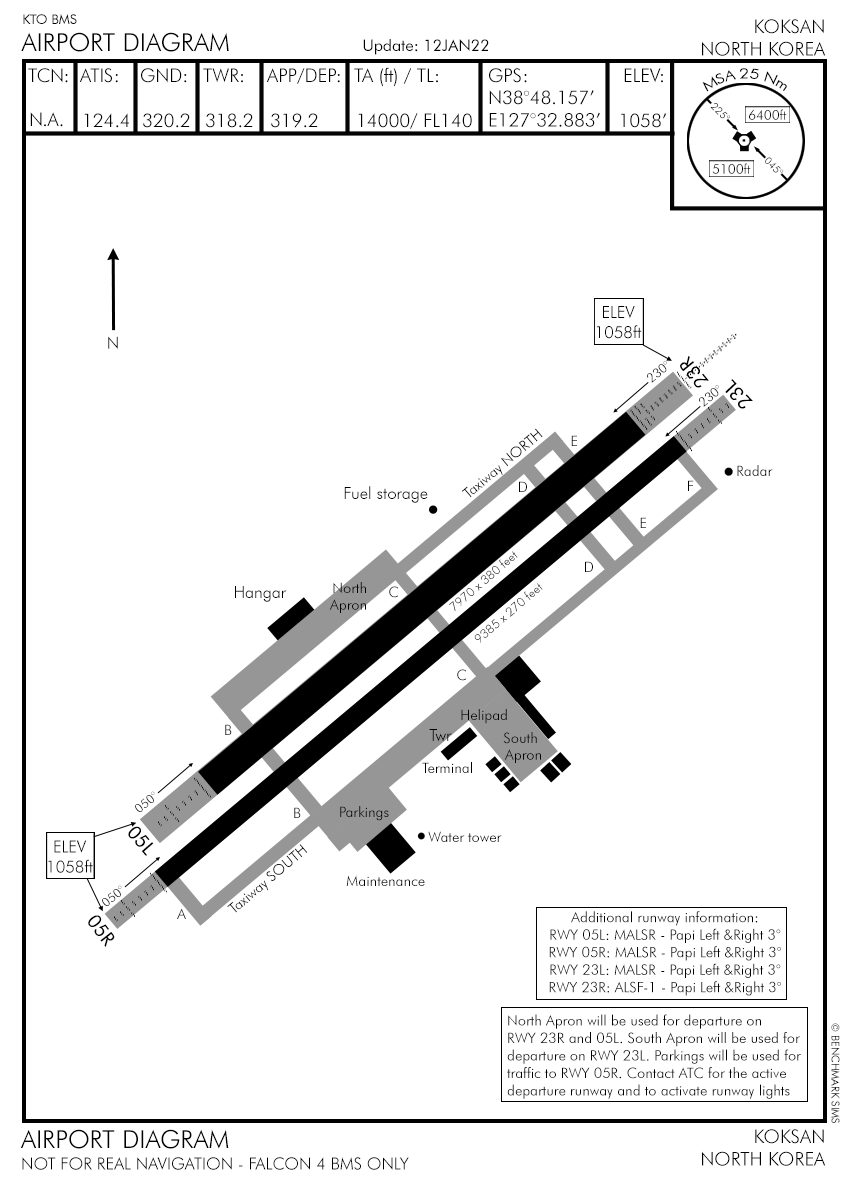 KTO BMS
AIRPORT DIAGRAM
Update: 12JAN22
KOKSAN
NORTH KOREA
TCN:
N.A.
ATIS:
124.4
GND:
320.2
TWR:
318.2
APP/DEP:
319.2
TA (ft) / TL:
14000/ FL140
GPS:
N38°48.157’
E127°32.883’
ELEV:
1058’
MSA 25 Nm
225°
6400ft
5100ft
045°
N
ELEV
1058ft
230°
23R
230°
23L
Taxiway NORTH
E
D
Radar
F
Fuel storage
E
D
Hangar
North
Apron
C
7970 x 380 feet
9385 x 270 feet
C
B
Helipad
Twr
South
Apron
Terminal
050°
05L
B
Parkings
Water tower
Maintenance
ELEV
1058ft
050°
05R
A
Taxiway SOUTH
Additional runway information:
RWY 05L: MALSR - Papi Left &Right 3°
RWY 05R: MALSR - Papi Left &Right 3°
RWY 23L: MALSR - Papi Left &Right 3°
RWY 23R: ALSF-1 - Papi Left &Right 3°
North Apron will be used for departure on
RWY 23R and 05L. South Apron will be used for
departure on RWY 23L. Parkings will be used for
traffic to RWY 05R. Contact ATC for the active
departure runway and to activate runway lights
© BENCHMARK SIMS
AIRPORT DIAGRAM
NOT FOR REAL NAVIGATION - FALCON 4 BMS ONLY
KOKSAN
NORTH KOREA